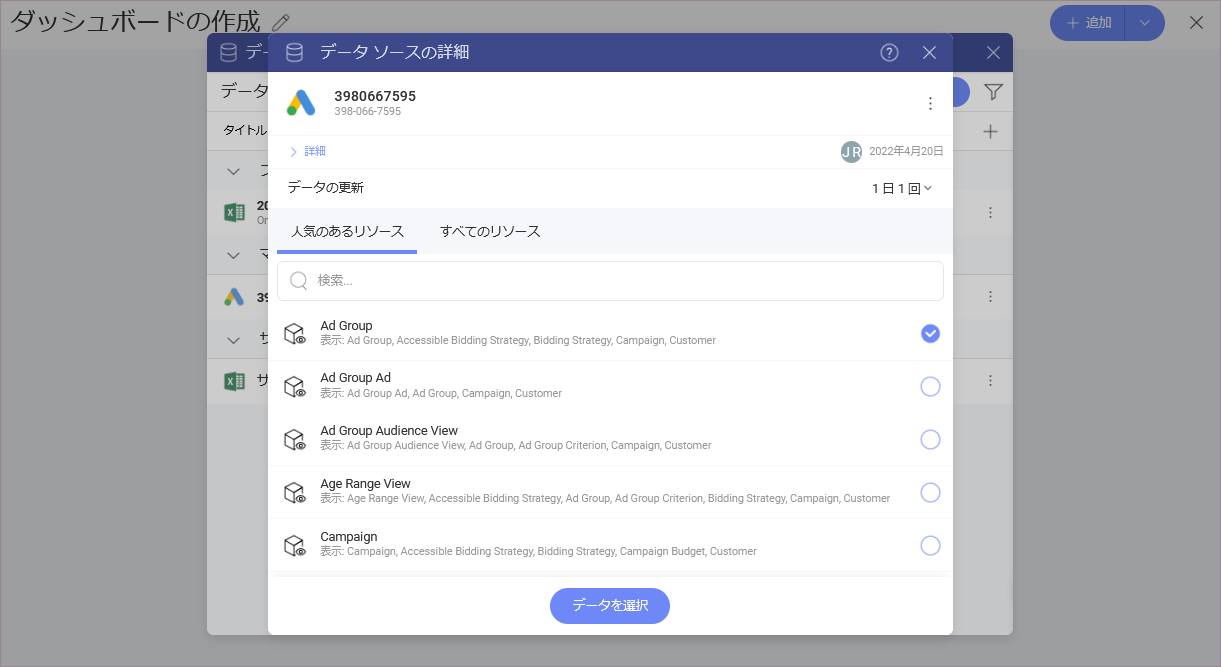 ダッシュボードの作成
追加
デー
データ ソースの詳細
データ
3980667595
398-066-7595
タイトル
詳細
JR
2022年4月20日
データの更新
1 日 1 回
20
Or
人気のあるリソース
すべてのリソース
マ
検索...
39
Ad Group
表示: Ad Group, Accessible Bidding Strategy, Bidding Strategy, Campaign, Customer
サ
Ad Group Ad
表示: Ad Group Ad, Ad Group, Campaign, Customer
サ
Ad Group Audience View
表示: Ad Group Audience View, Ad Group, Ad Group Criterion, Campaign, Customer
Age Range View
表示: Age Range View, Accessible Bidding Strategy, Ad Group, Ad Group Criterion, Bidding Strategy, Campaign, Customer
Campaign
表示: Campaign, Accessible Bidding Strategy, Bidding Strategy, Campaign Budget, Customer
データを選択